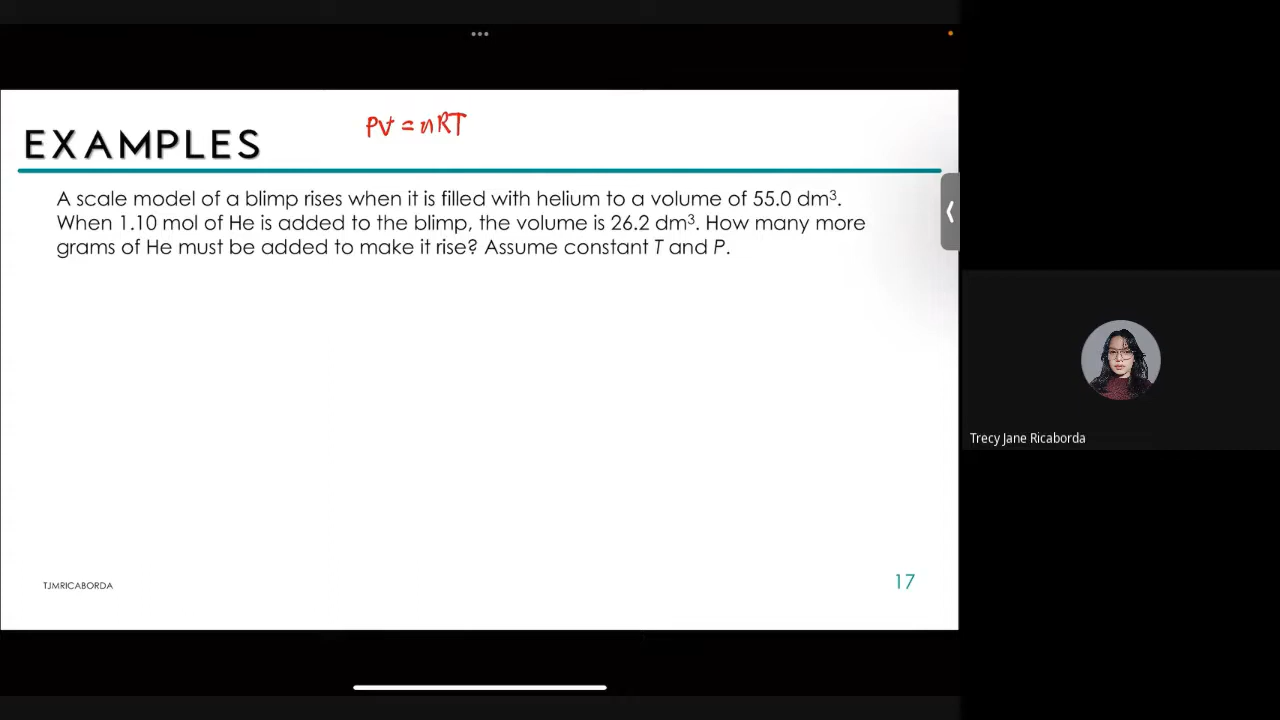 PV = nRT
EXAMPLES
A scale model of a blimp rises when it is filled with helium to a volume of 55.0 dm³.
When 1.10 mol of He is added to the blimp, the volume is 26.2 dm³. How many more
grams of He must be added to make it rise? Assume constant T and P.
Trecy Jane Ricaborda
TJMRICABORDA
17